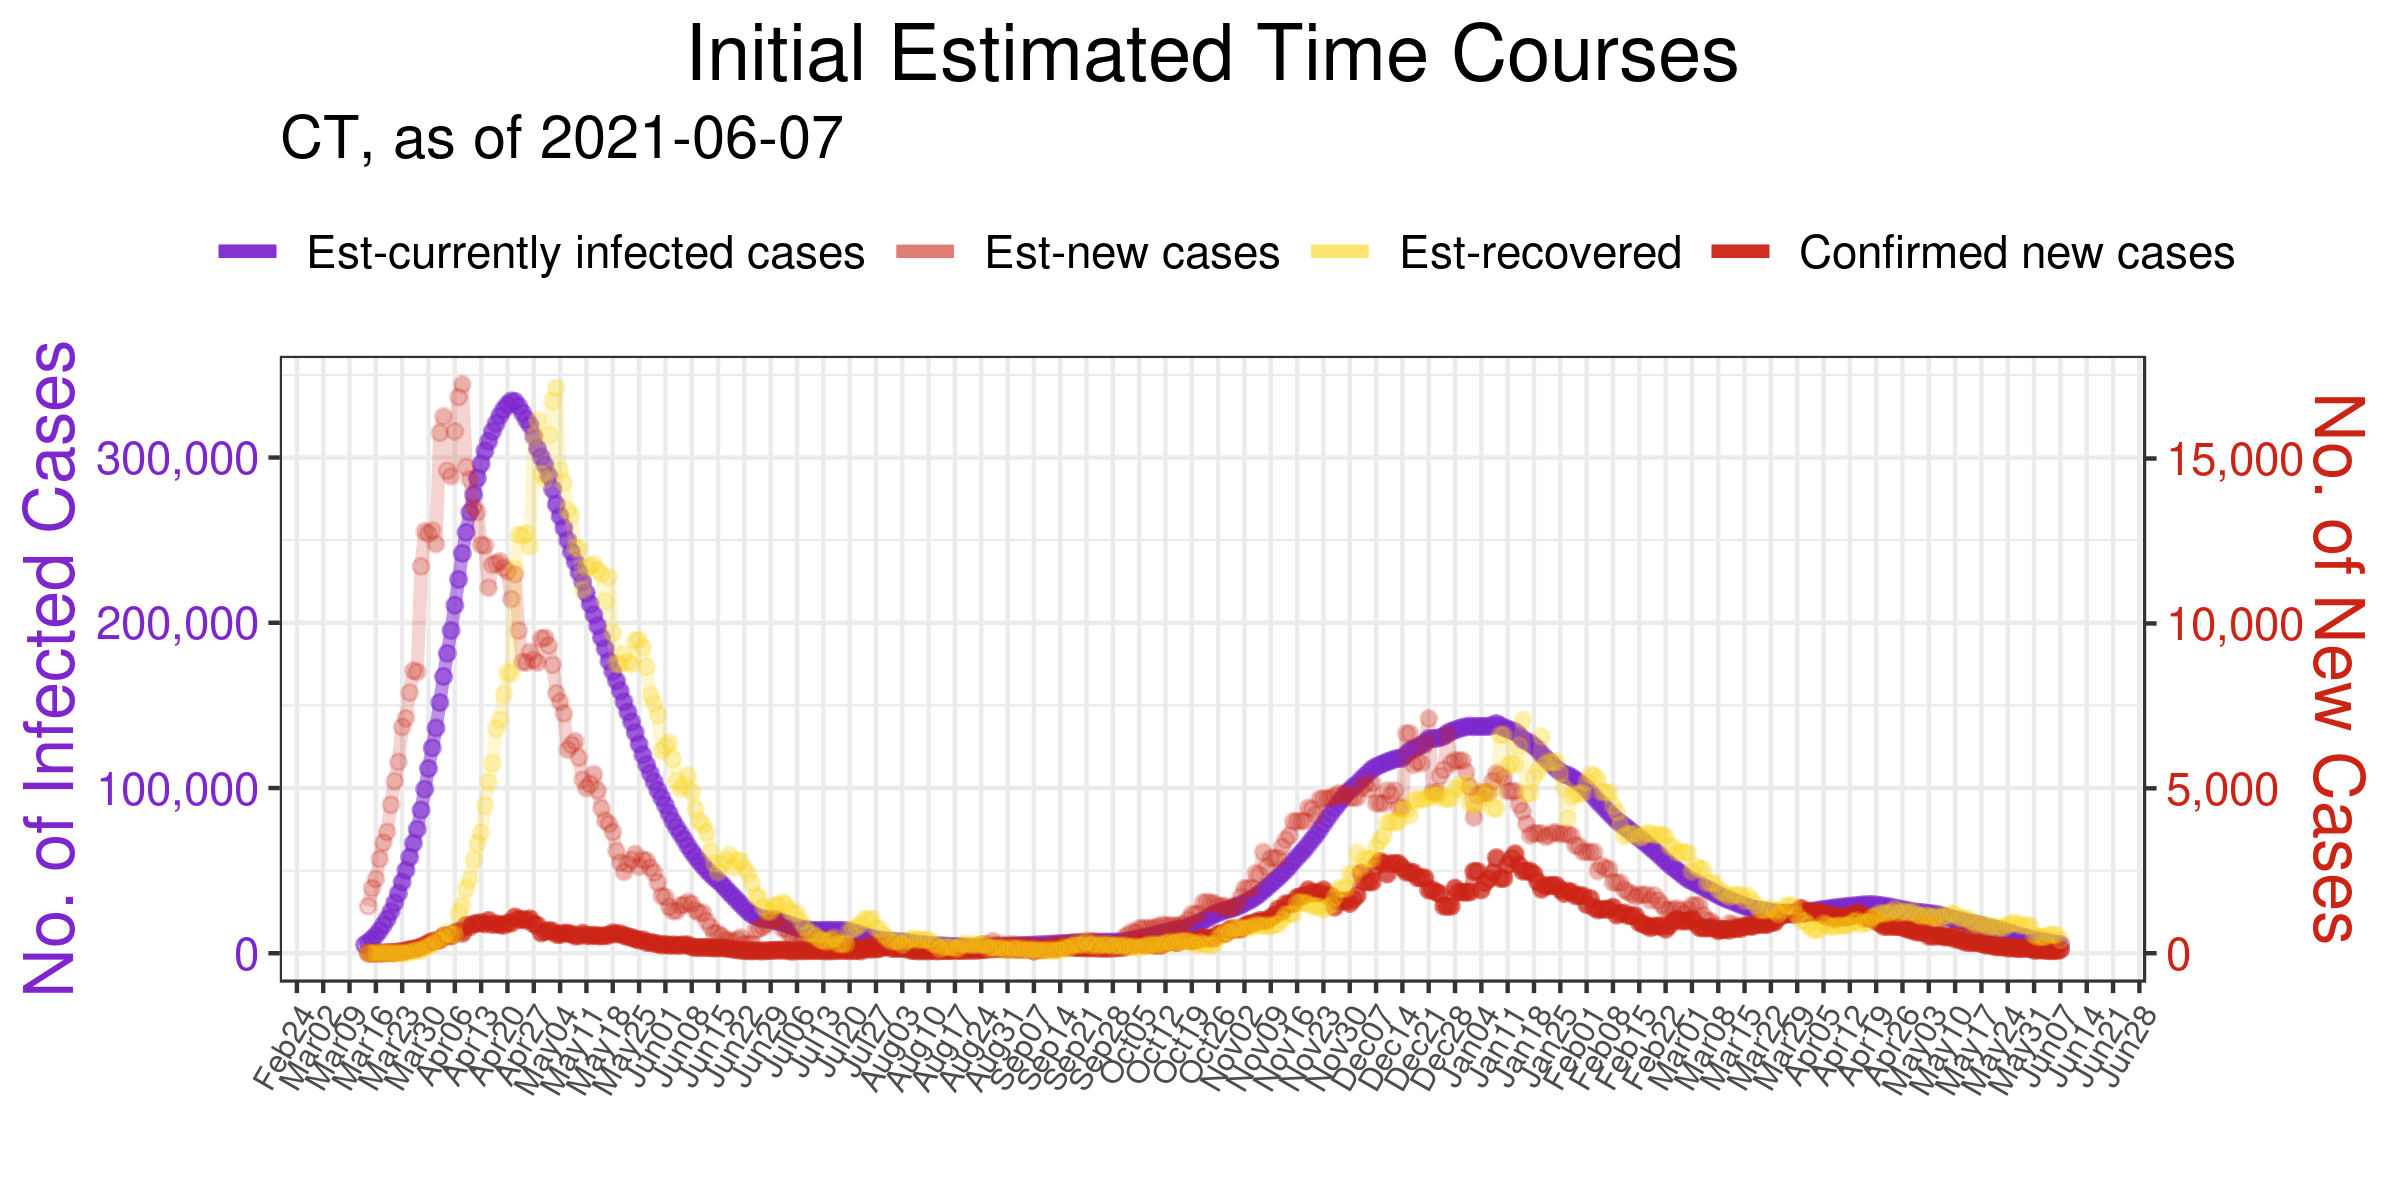 Initial Estimated Time Courses
CT, as of 2021-06-07
Est-currently infected cases Est-new cases Est-recovered Confirmed new cases
No. of Infected Cases
300,000
200,000
100,000
0
15,000
10,000
5,000
0
No. of New Cases
Feb24 Mar02 Mar09 Mar16 Mar23 Mar30 Apr06 Apr13 Apr20 Apr27 May04 May11 May18 May25 Jun01 Jun08 Jun15 Jun22 Jun29 Jul06 Jul13 Jul20 Jul27 Aug03 Aug10 Aug17 Aug24 Aug31 Sep07 Sep14 Sep21 Sep28 Oct05 Oct12 Oct19 Oct26 Nov02 Nov09 Nov16 Nov23 Nov30 Dec07 Dec14 Dec21 Dec28 Jan04 Jan11 Jan18 Jan25 Feb01 Feb08 Feb15 Feb22 Mar01 Mar08 Mar15 Mar22 Mar29 Apr05 Apr12 Apr19 Apr26 May03 May10 May17 May24 May31 Jun07 Jun14 Jun21 Jun28